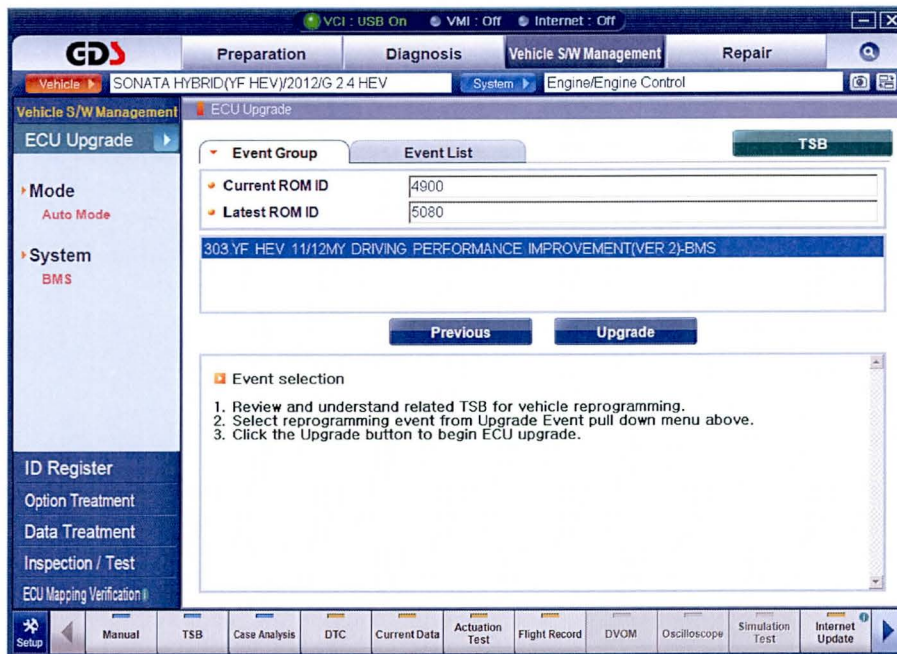 VCI : USB On VMI : Off Internet : Off
GDS Preparation Diagnosis Vehicle S/W Management Repair
Vehicle SONATA HYBRID(YF HEV)/2012/G 2.4 HEV System Engine/Engine Control
Vehicle S/W Management ECU Upgrade
ECU Upgrade
Event Group Event List TSB
Mode
Auto Mode
System
BMS
Current ROM ID 4900
Latest ROM ID 5080
303.YF HEV 11/12MY DRIVING PERFORMANCE IMPROVEMENT(VER 2)-BMS
Previous Upgrade
Event selection
1. Review and understand related TSB for vehicle reprogramming.
2. Select reprogramming event from Upgrade Event pull down menu above.
3. Click the Upgrade button to begin ECU upgrade.
ID Register
Option Treatment
Data Treatment
Inspection / Test
ECU Mapping Verification
Setup Manual TSB Case Analysis DTC Current Data Actuation Test Flight Record DVOM Oscilloscope Simulation Test Internet Update